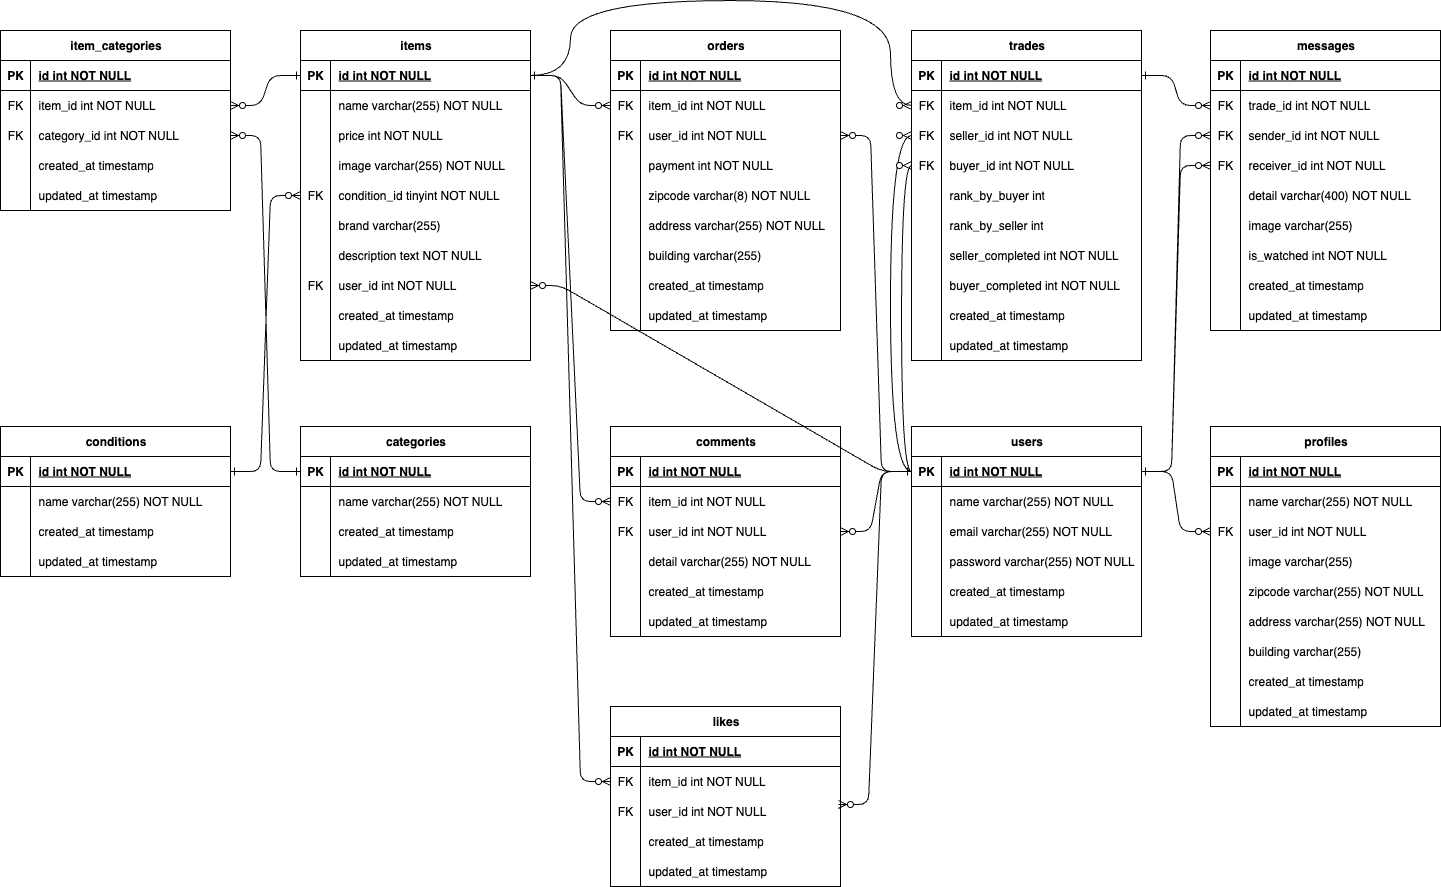 item_categories
PK id int NOT NULL
FK item_id int NOT NULL
FK category_id int NOT NULL
created_at timestamp
updated_at timestamp
items
PK id int NOT NULL
name varchar(255) NOT NULL
price int NOT NULL
image varchar(255) NOT NULL
FK condition_id tinyint NOT NULL
brand varchar(255)
description text NOT NULL
FK user_id int NOT NULL
created_at timestamp
updated_at timestamp
orders
PK id int NOT NULL
FK item_id int NOT NULL
FK user_id int NOT NULL
payment int NOT NULL
zipcode varchar(8) NOT NULL
address varchar(255) NOT NULL
building varchar(255)
created_at timestamp
updated_at timestamp
trades
PK id int NOT NULL
FK item_id int NOT NULL
FK seller_id int NOT NULL
FK buyer_id int NOT NULL
rank_by_buyer int
rank_by_seller int
seller_completed int NOT NULL
buyer_completed int NOT NULL
created_at timestamp
updated_at timestamp
messages
PK id int NOT NULL
FK trade_id int NOT NULL
FK sender_id int NOT NULL
FK receiver_id int NOT NULL
detail varchar(400) NOT NULL
image varchar(255)
is_watched int NOT NULL
created_at timestamp
updated_at timestamp
conditions
PK id int NOT NULL
name varchar(255) NOT NULL
created_at timestamp
updated_at timestamp
categories
PK id int NOT NULL
name varchar(255) NOT NULL
created_at timestamp
updated_at timestamp
comments
PK id int NOT NULL
FK item_id int NOT NULL
FK user_id int NOT NULL
detail varchar(255) NOT NULL
created_at timestamp
updated_at timestamp
users
PK id int NOT NULL
name varchar(255) NOT NULL
email varchar(255) NOT NULL
password varchar(255) NOT NULL
created_at timestamp
updated_at timestamp
profiles
PK id int NOT NULL
name varchar(255) NOT NULL
FK user_id int NOT NULL
image varchar(255)
zipcode varchar(255) NOT NULL
address varchar(255) NOT NULL
building varchar(255)
created_at timestamp
updated_at timestamp
likes
PK id int NOT NULL
FK item_id int NOT NULL
FK user_id int NOT NULL
created_at timestamp
updated_at timestamp